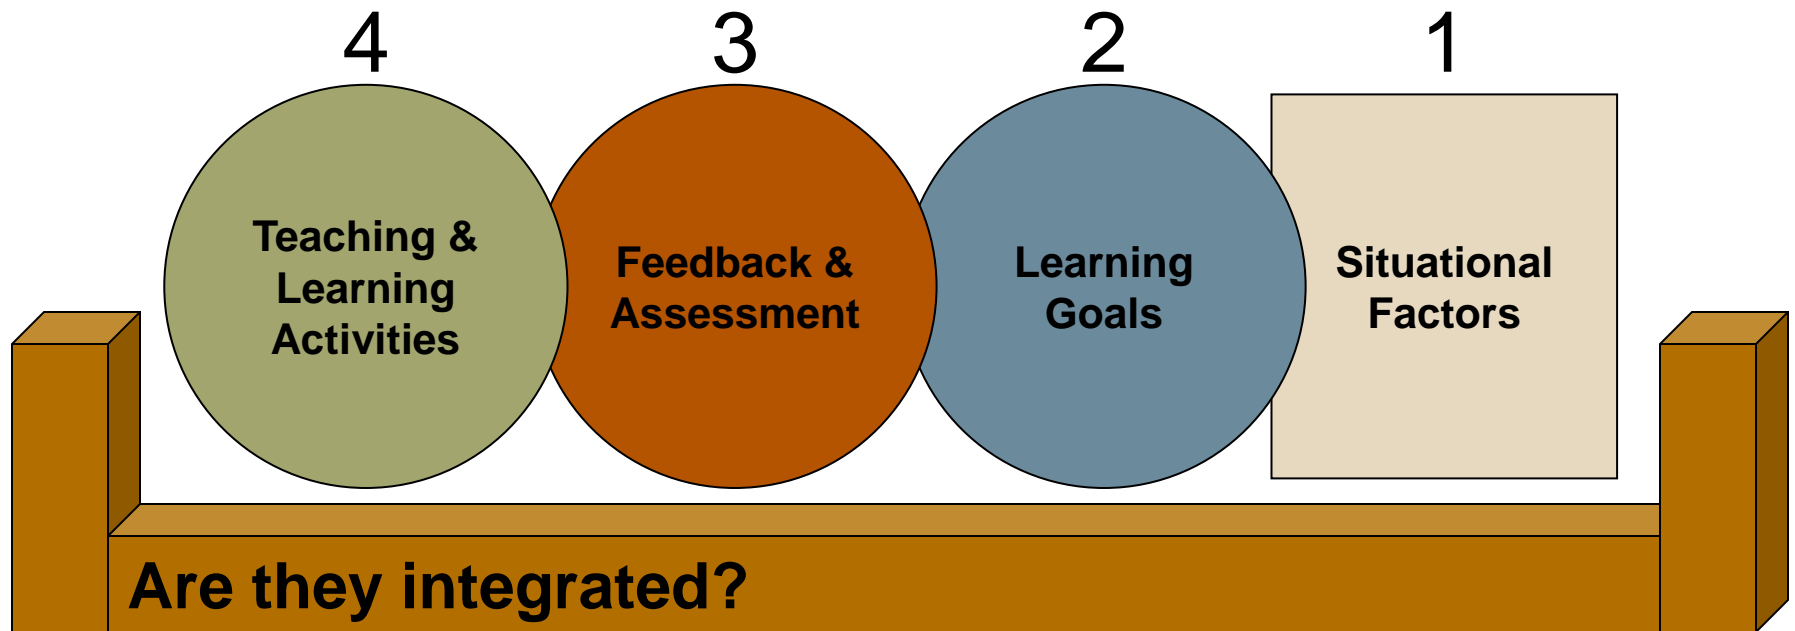 4 3 2 1
Teaching &
Learning
Activities
Feedback &
Assessment
Learning
Goals
Situational
Factors
Are they integrated?